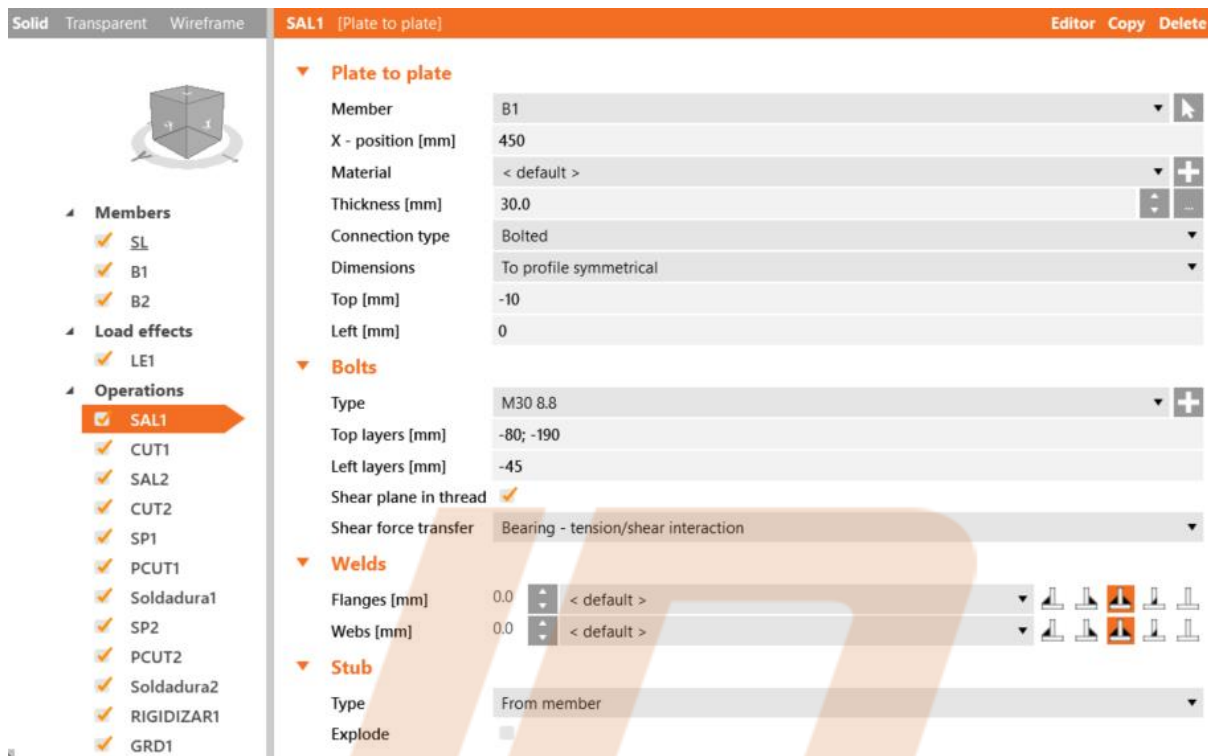 Solid Transparent Wireframe
SAL1 [Plate to plate] Editor Copy Delete
Members
SL
B1
B2
Load effects
LE1
Operations
SAL1
CUT1
SAL2
CUT2
SP1
PCUT1
Soldadura1
SP2
PCUT2
Soldadura2
RIGIDIZAR1
GRD1
Plate to plate
Member B1
X - position [mm] 450
Material < default >
Thickness [mm] 30.0 ...
Connection type Bolted
Dimensions To profile symmetrical
Top [mm] -10
Left [mm] 0
Bolts
Type M30 8.8
Top layers [mm] -80; -190
Left layers [mm] -45
Shear plane in thread
Shear force transfer Bearing - tension/shear interaction
Welds
Flanges [mm] 0.0 < default >
Webs [mm] 0.0 < default >
Stub
Type From member
Explode